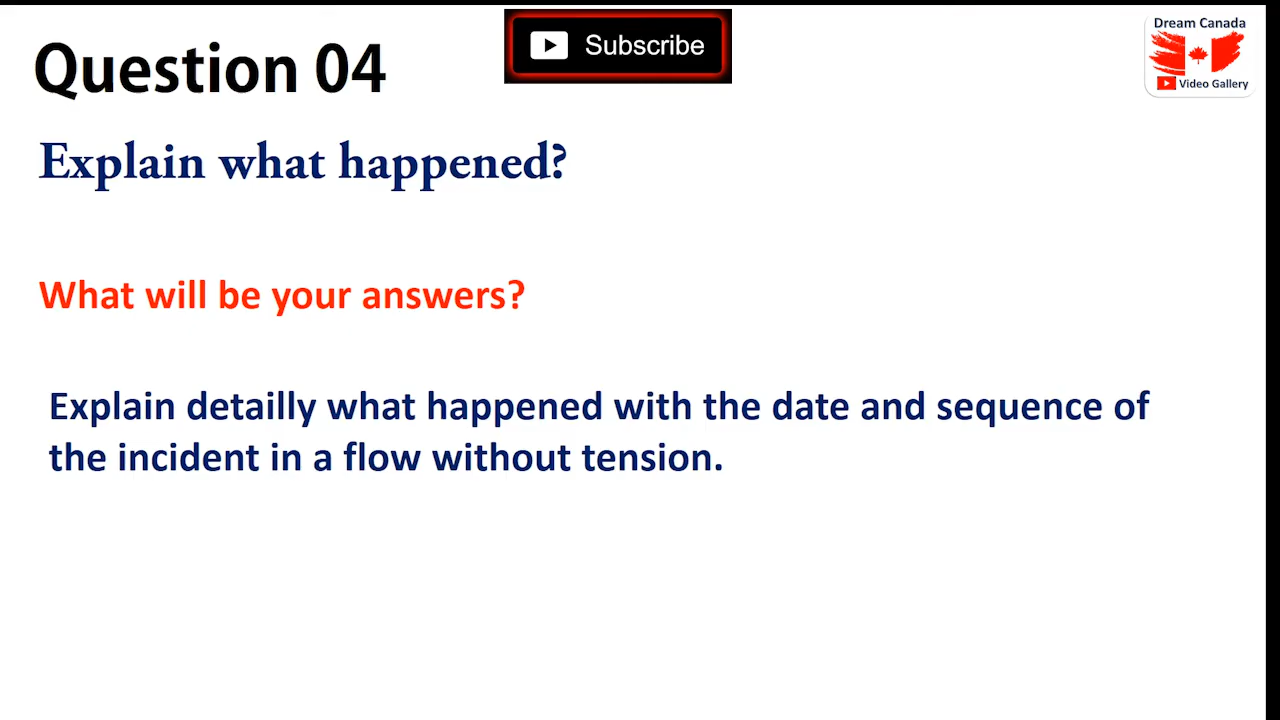 Question 04
Subscribe
Dream Canada
Video Gallery
Explain what happened?
What will be your answers?
Explain detailly what happened with the date and sequence of
the incident in a flow without tension.